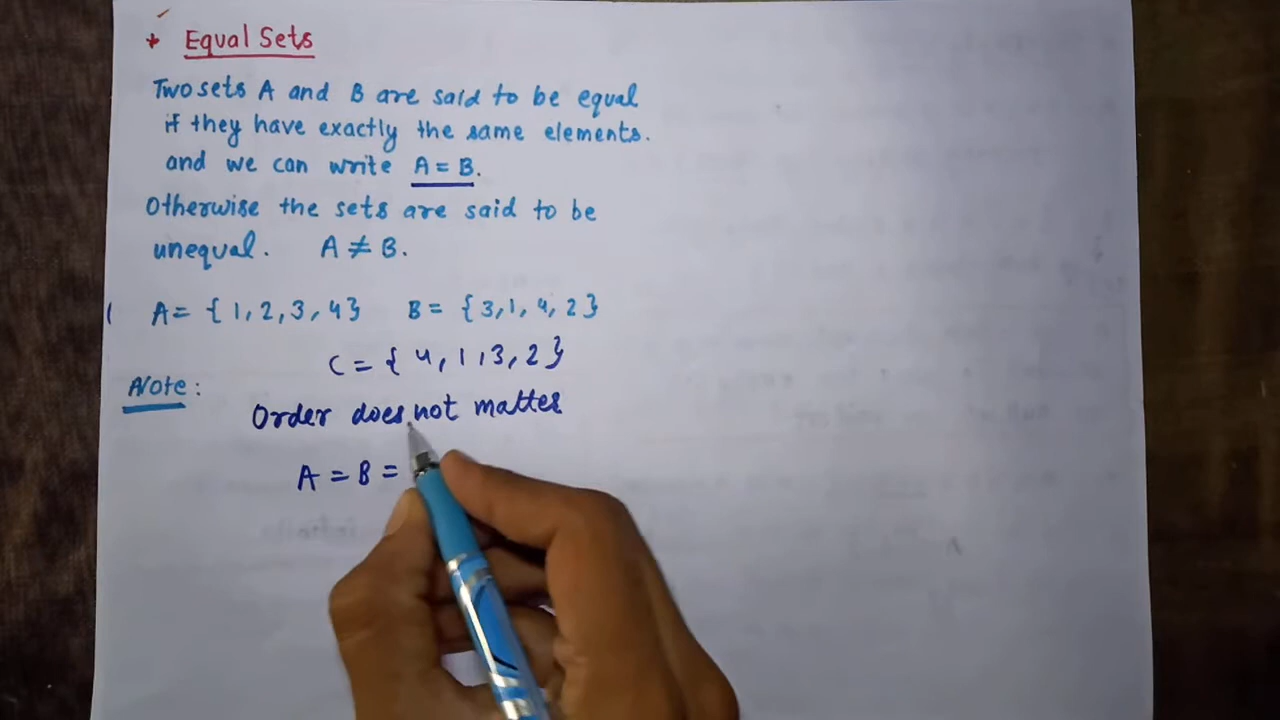 + Equal Sets
Two sets A and B are said to be equal
if they have exactly the same elements.
and we can write A = B.
Otherwise the sets are said to be
unequal. A ≠ B.
A = {1, 2, 3, 4} B = {3, 1, 4, 2}
C = {4, 1, 3, 2}
Note:
Order does not matter
A = B =